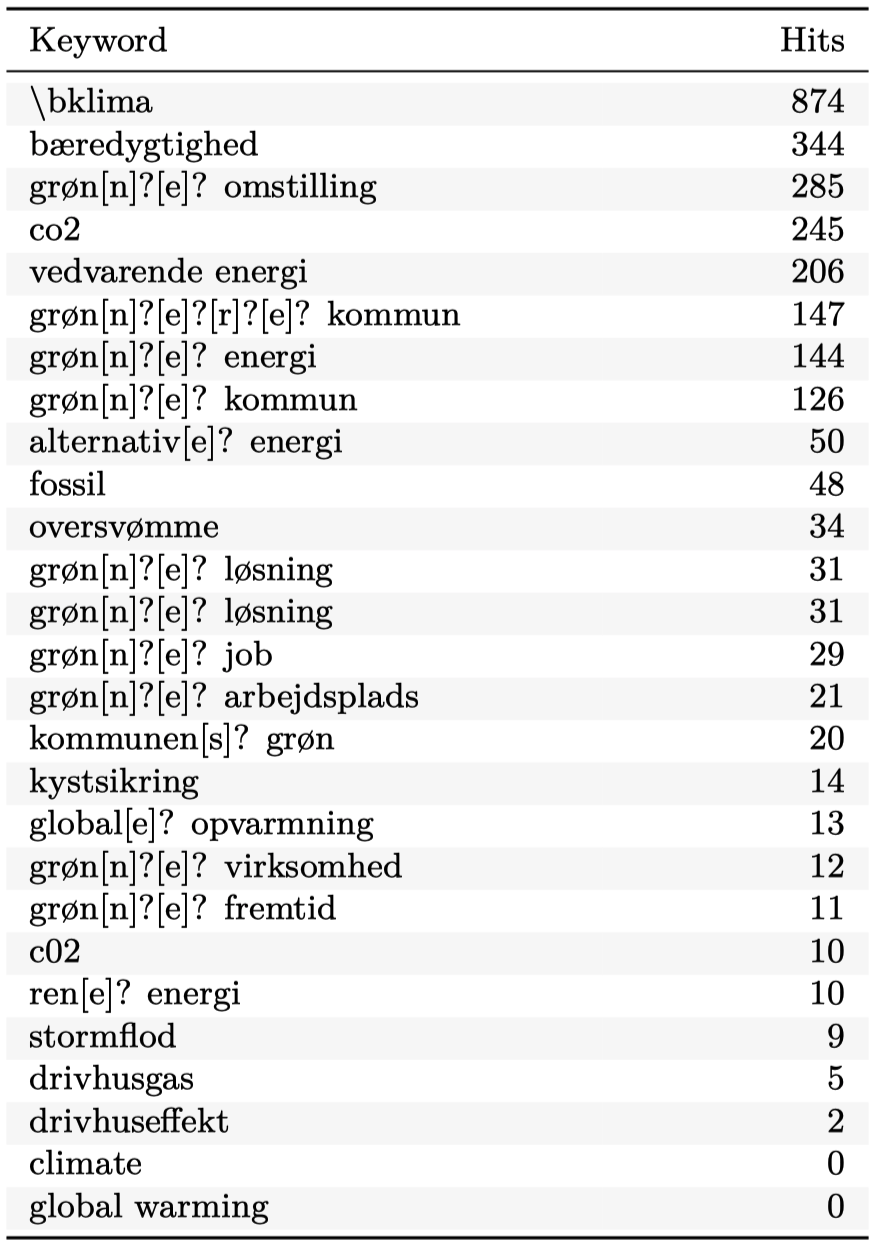 Keyword Hits
\bklima 874
bæredygtighed 344
grøn[n]?[e]? omstilling 285
co2 245
vedvarende energi 206
grøn[n]?[e]?[r]?[e]? kommun 147
grøn[n]?[e]? energi 144
grøn[n]?[e]? kommun 126
alternativ[e]? energi 50
fossil 48
oversvømme 34
grøn[n]?[e]? løsning 31
grøn[n]?[e]? løsning 31
grøn[n]?[e]? job 29
grøn[n]?[e]? arbejdsplads 21
kommunen[s]? grøn 20
kystsikring 14
global[e]? opvarmning 13
grøn[n]?[e]? virksomhed 12
grøn[n]?[e]? fremtid 11
c02 10
ren[e]? energi 10
stormflod 9
drivhusgas 5
drivhuseffekt 2
climate 0
global warming 0